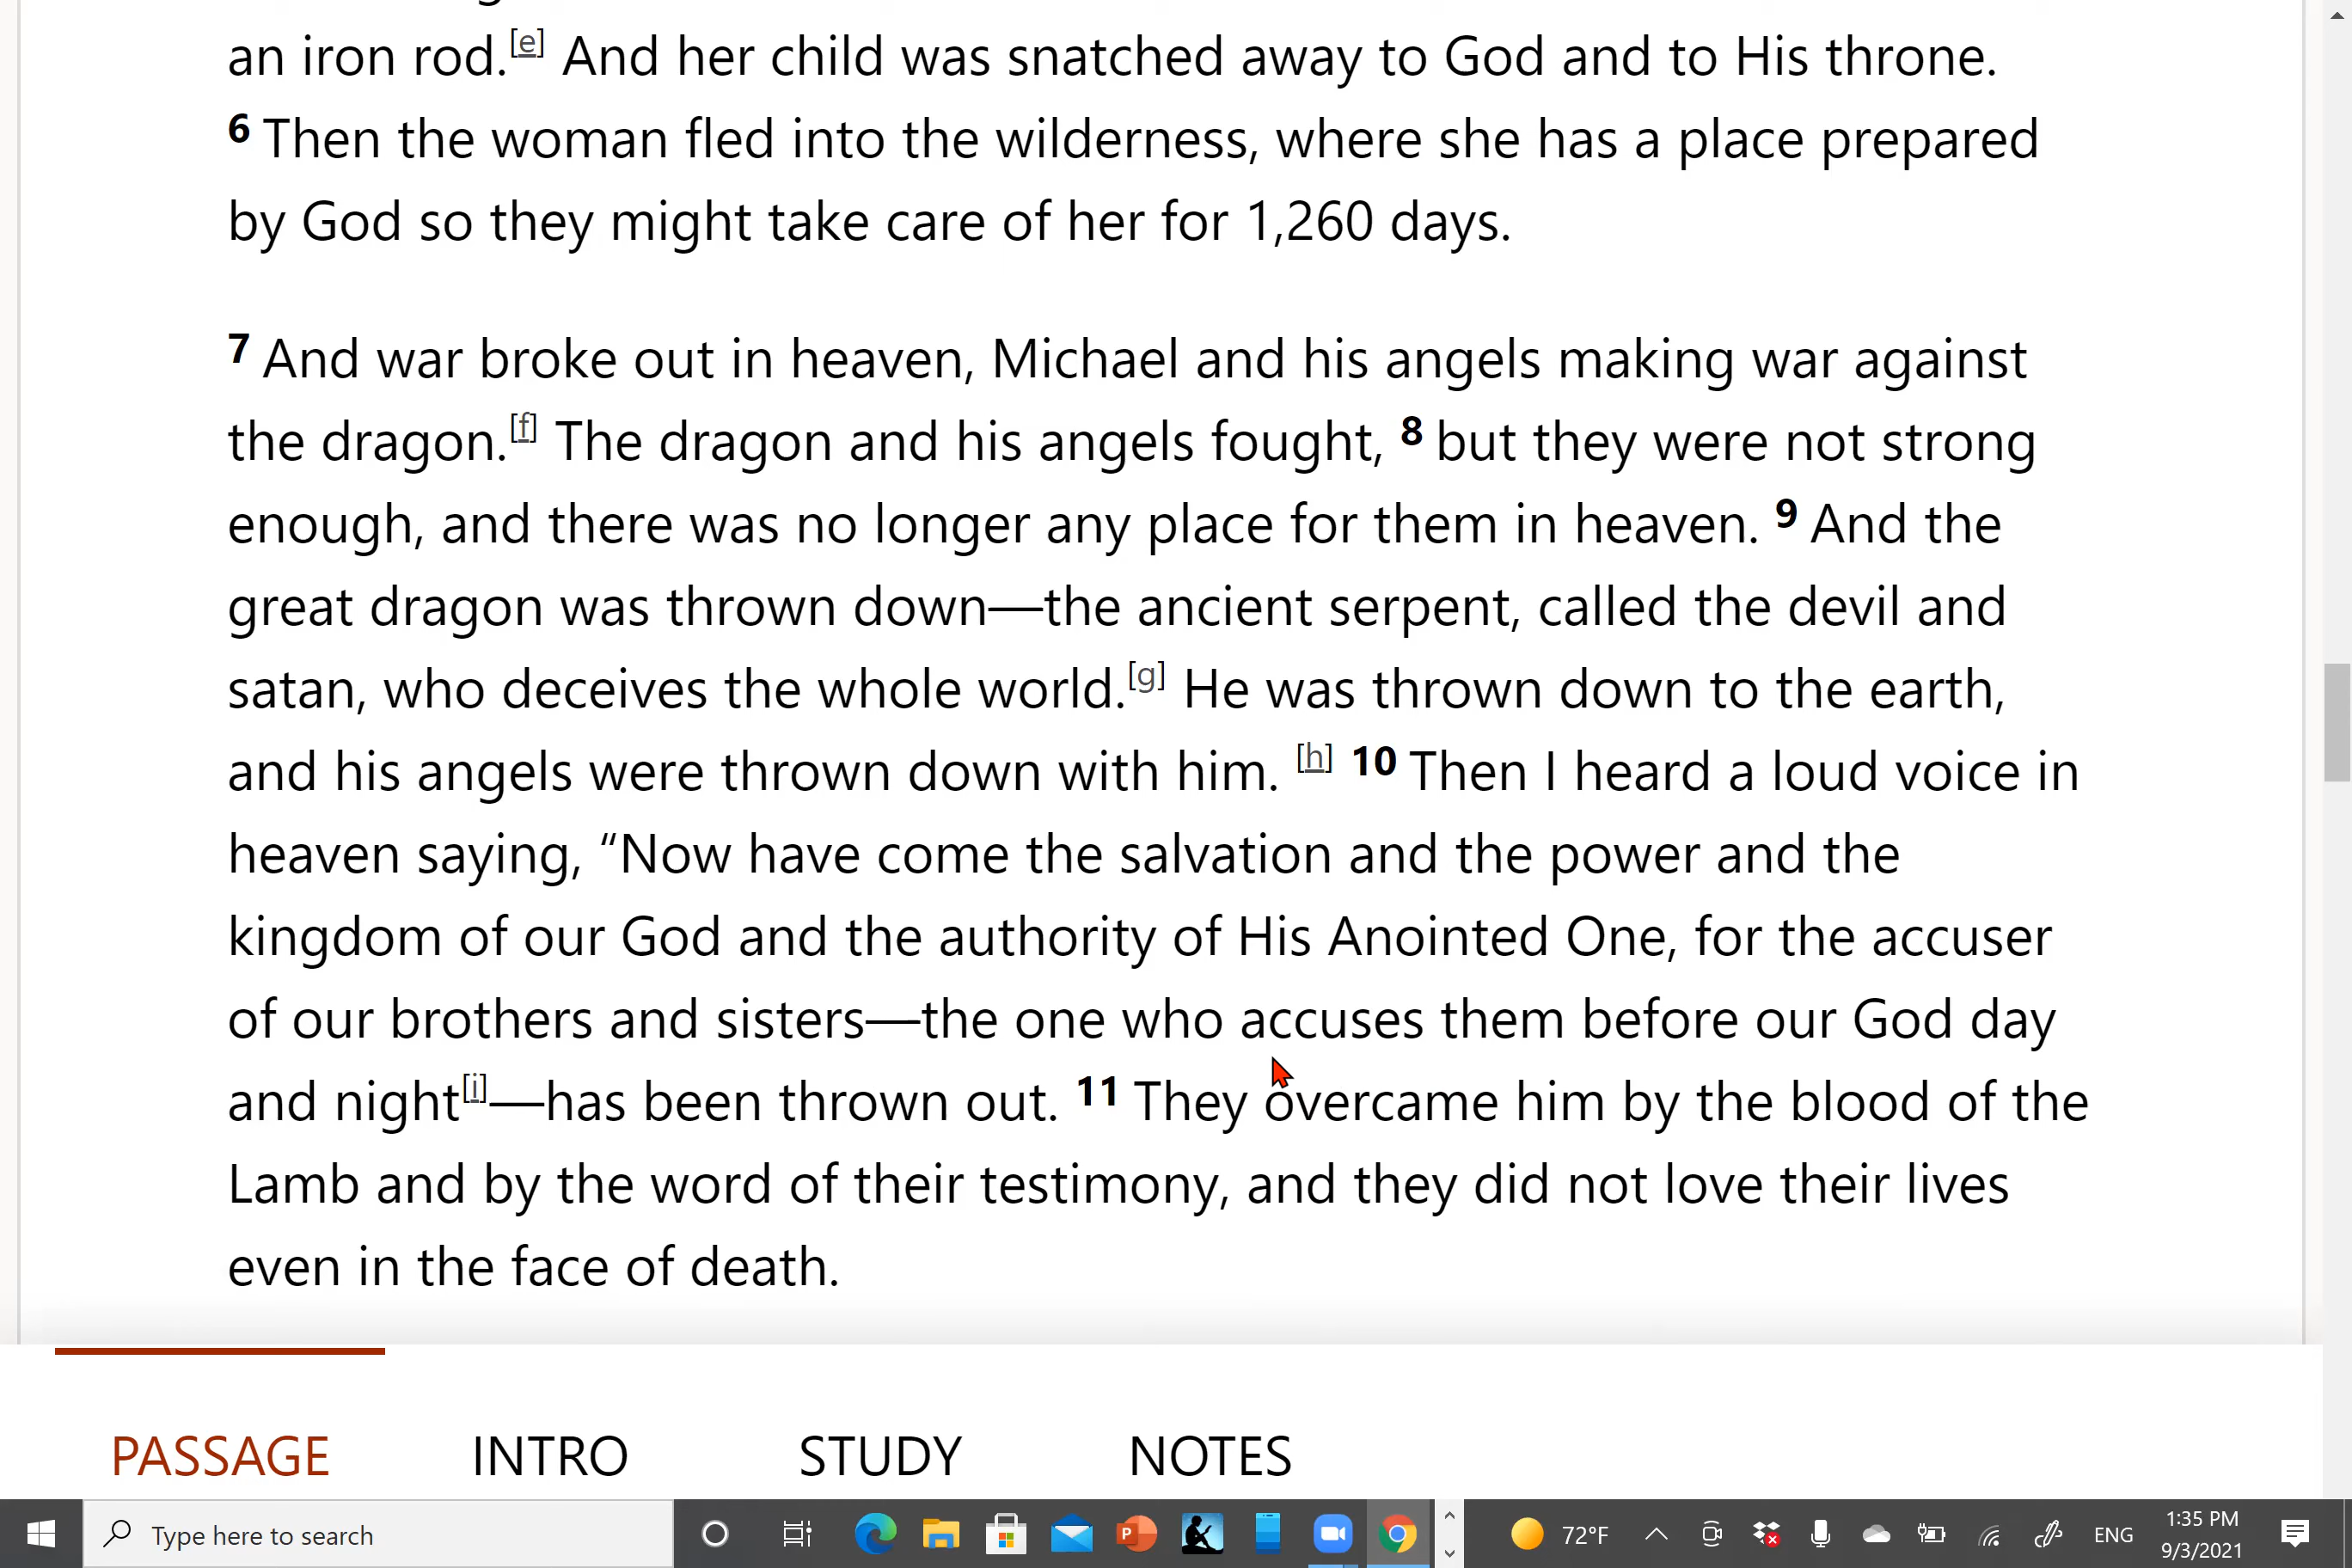 an iron rod.[e] And her child was snatched away to God and to His throne.
6 Then the woman fled into the wilderness, where she has a place prepared
by God so they might take care of her for 1,260 days.
7 And war broke out in heaven, Michael and his angels making war against
the dragon.[f] The dragon and his angels fought, 8 but they were not strong
enough, and there was no longer any place for them in heaven. 9 And the
great dragon was thrown down—the ancient serpent, called the devil and
satan, who deceives the whole world.[g] He was thrown down to the earth,
and his angels were thrown down with him. [h] 10 Then I heard a loud voice in
heaven saying, “Now have come the salvation and the power and the
kingdom of our God and the authority of His Anointed One, for the accuser
of our brothers and sisters—the one who accuses them before our God day
and night[i]—has been thrown out. 11 They overcame him by the blood of the
Lamb and by the word of their testimony, and they did not love their lives
even in the face of death.
PASSAGE INTRO STUDY NOTES
Type here to search
P
72°F
ENG
1:35 PM
9/3/2021